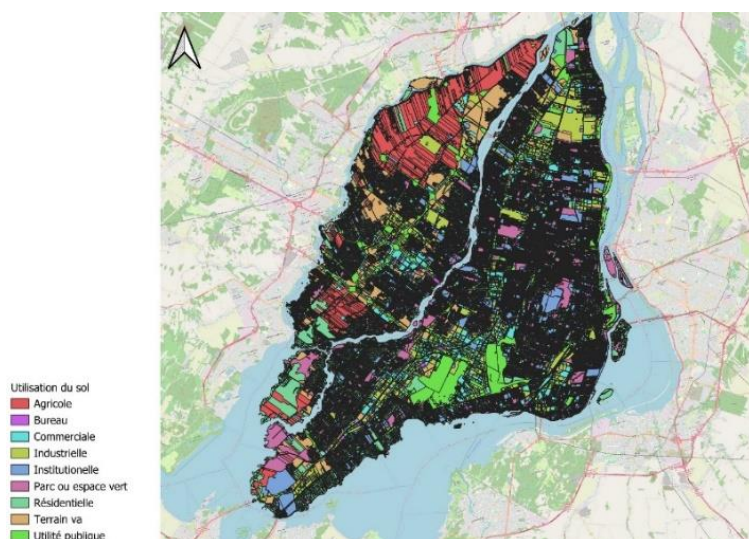 Utilisation du sol
Agricole
Bureau
Commerciale
Industrielle
Institutionelle
Parc ou espace vert
Résidentielle
Terrain va
Utilité publique